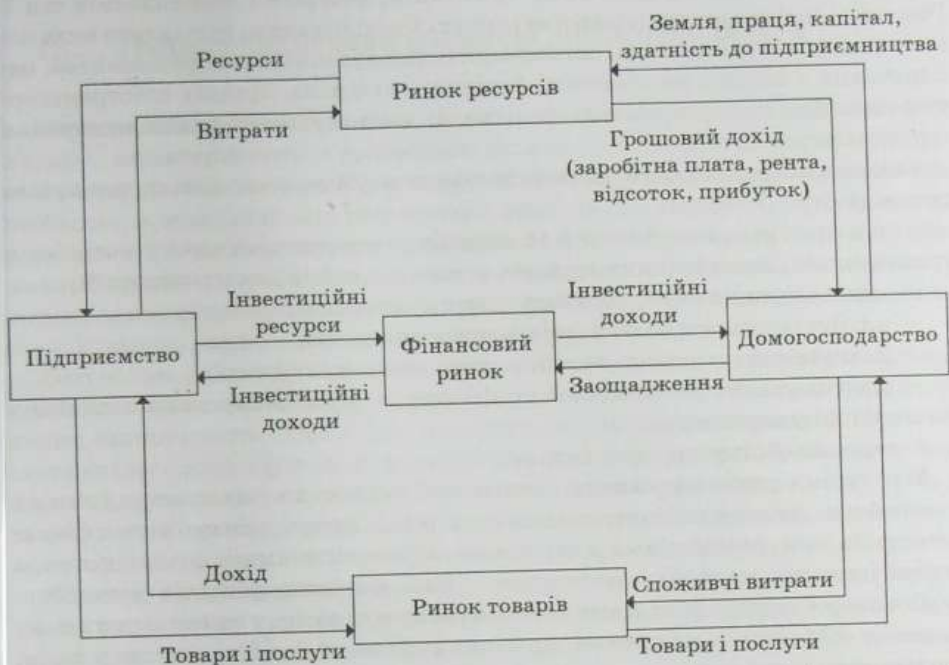 Земля, праця, капітал,
здатність до підприємництва
Ресурси
Ринок ресурсів
Витрати
Грошовий дохід
(заробітна плата, рента,
відсоток, прибуток)
Інвестиційні
ресурси
Інвестиційні
доходи
Підприємство
Фінансовий
ринок
Домогосподарство
Інвестиційні
доходи
Заощадження
Дохід
Ринок товарів
Споживчі витрати
Товари і послуги
Товари і послуги